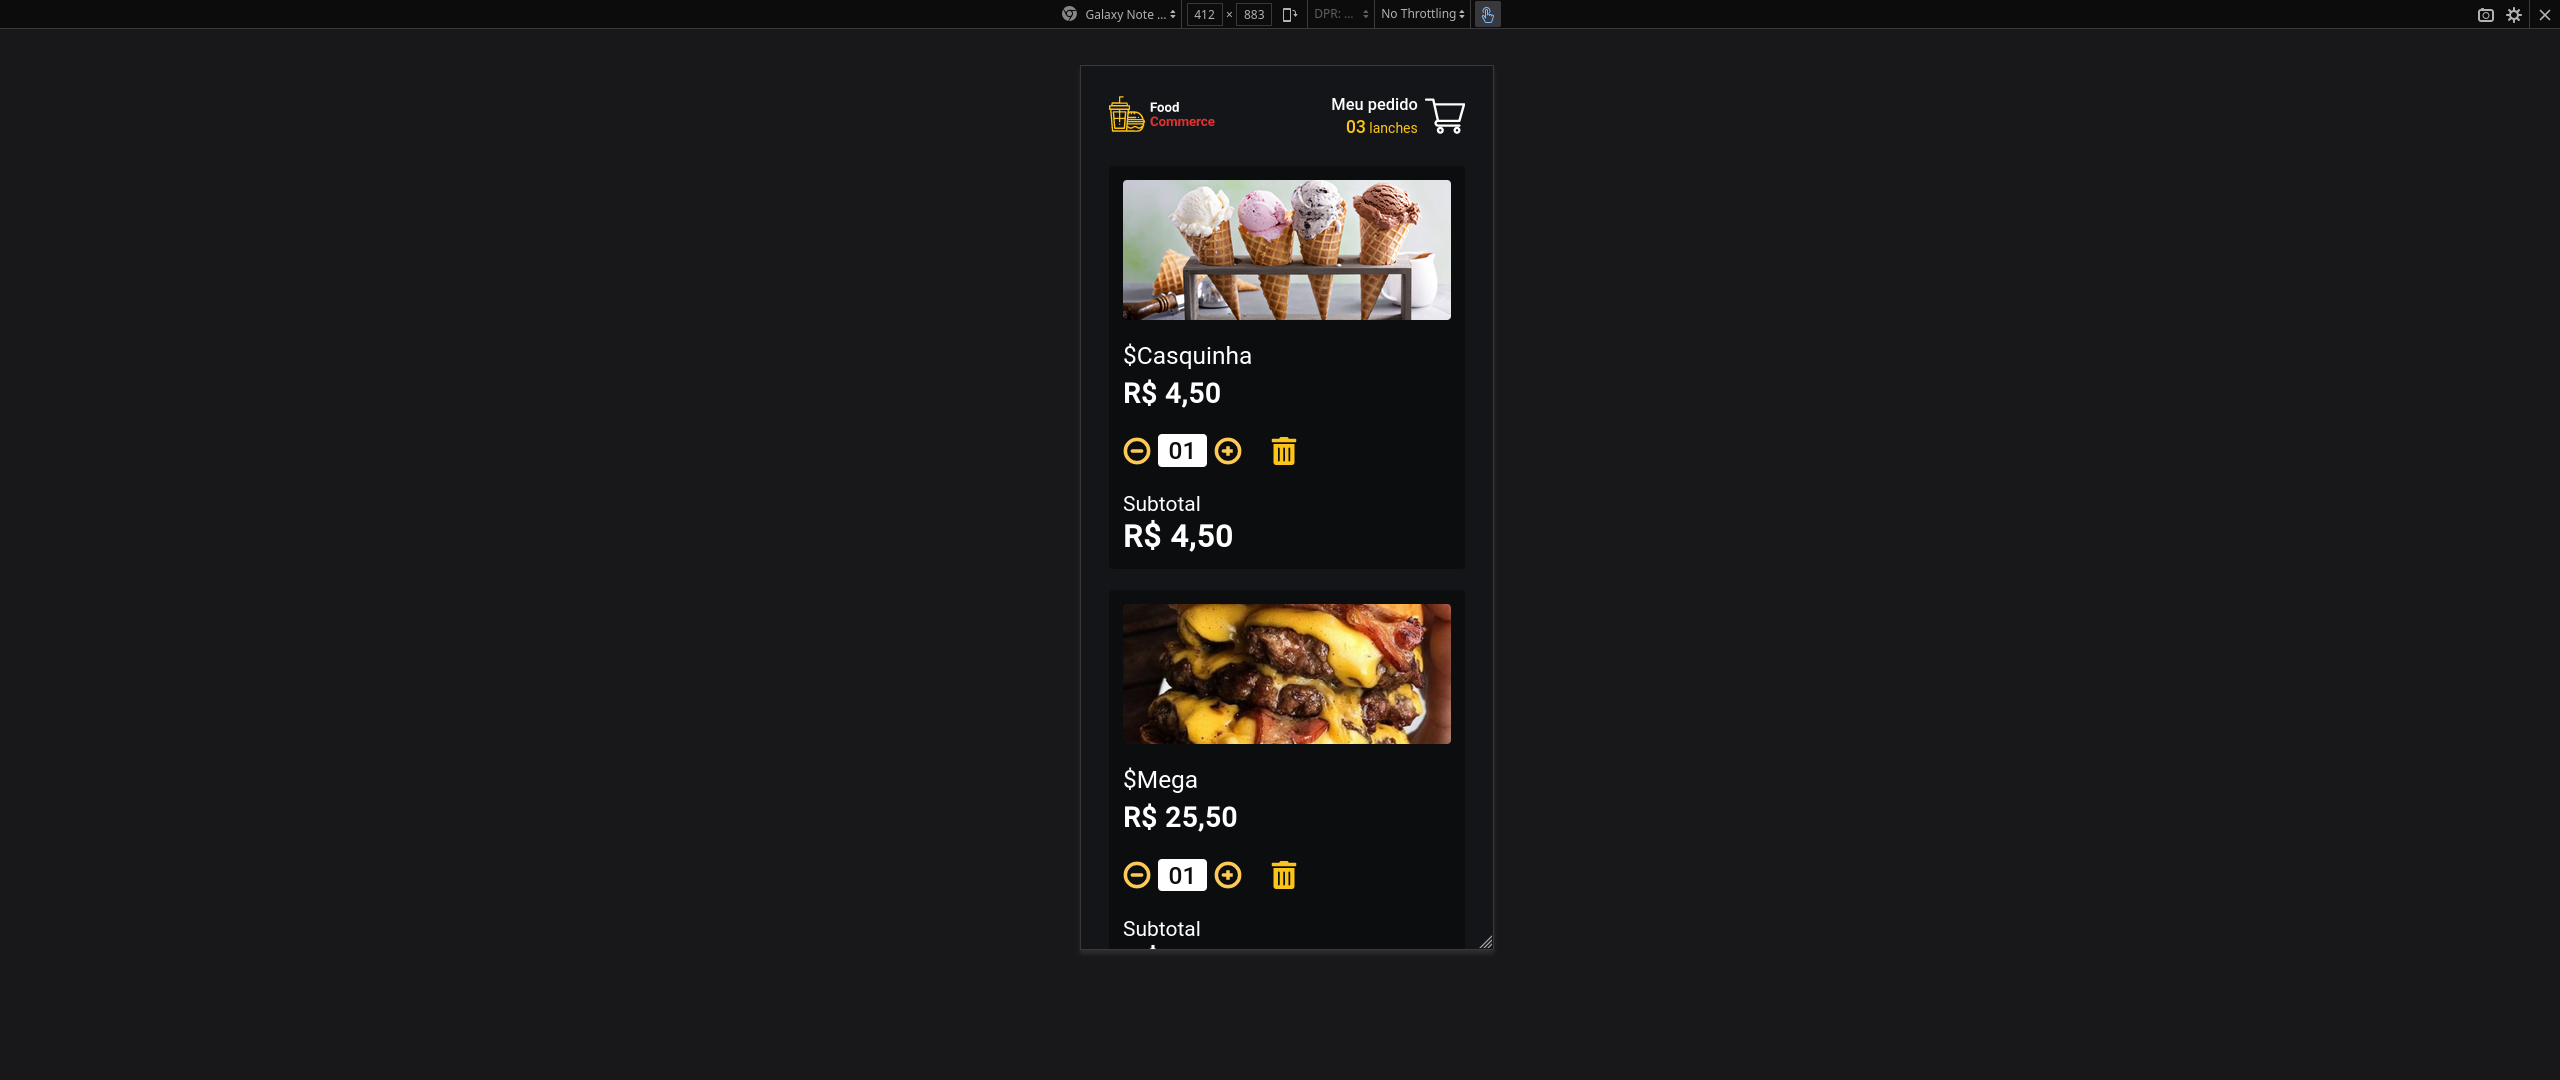 Galaxy Note ... 412 × 883 DPR: ... No Throttling
Food
Commerce
Meu pedido
03 lanches
$Casquinha
R$ 4,50
01
Subtotal
R$ 4,50
$Mega
R$ 25,50
01
Subtotal